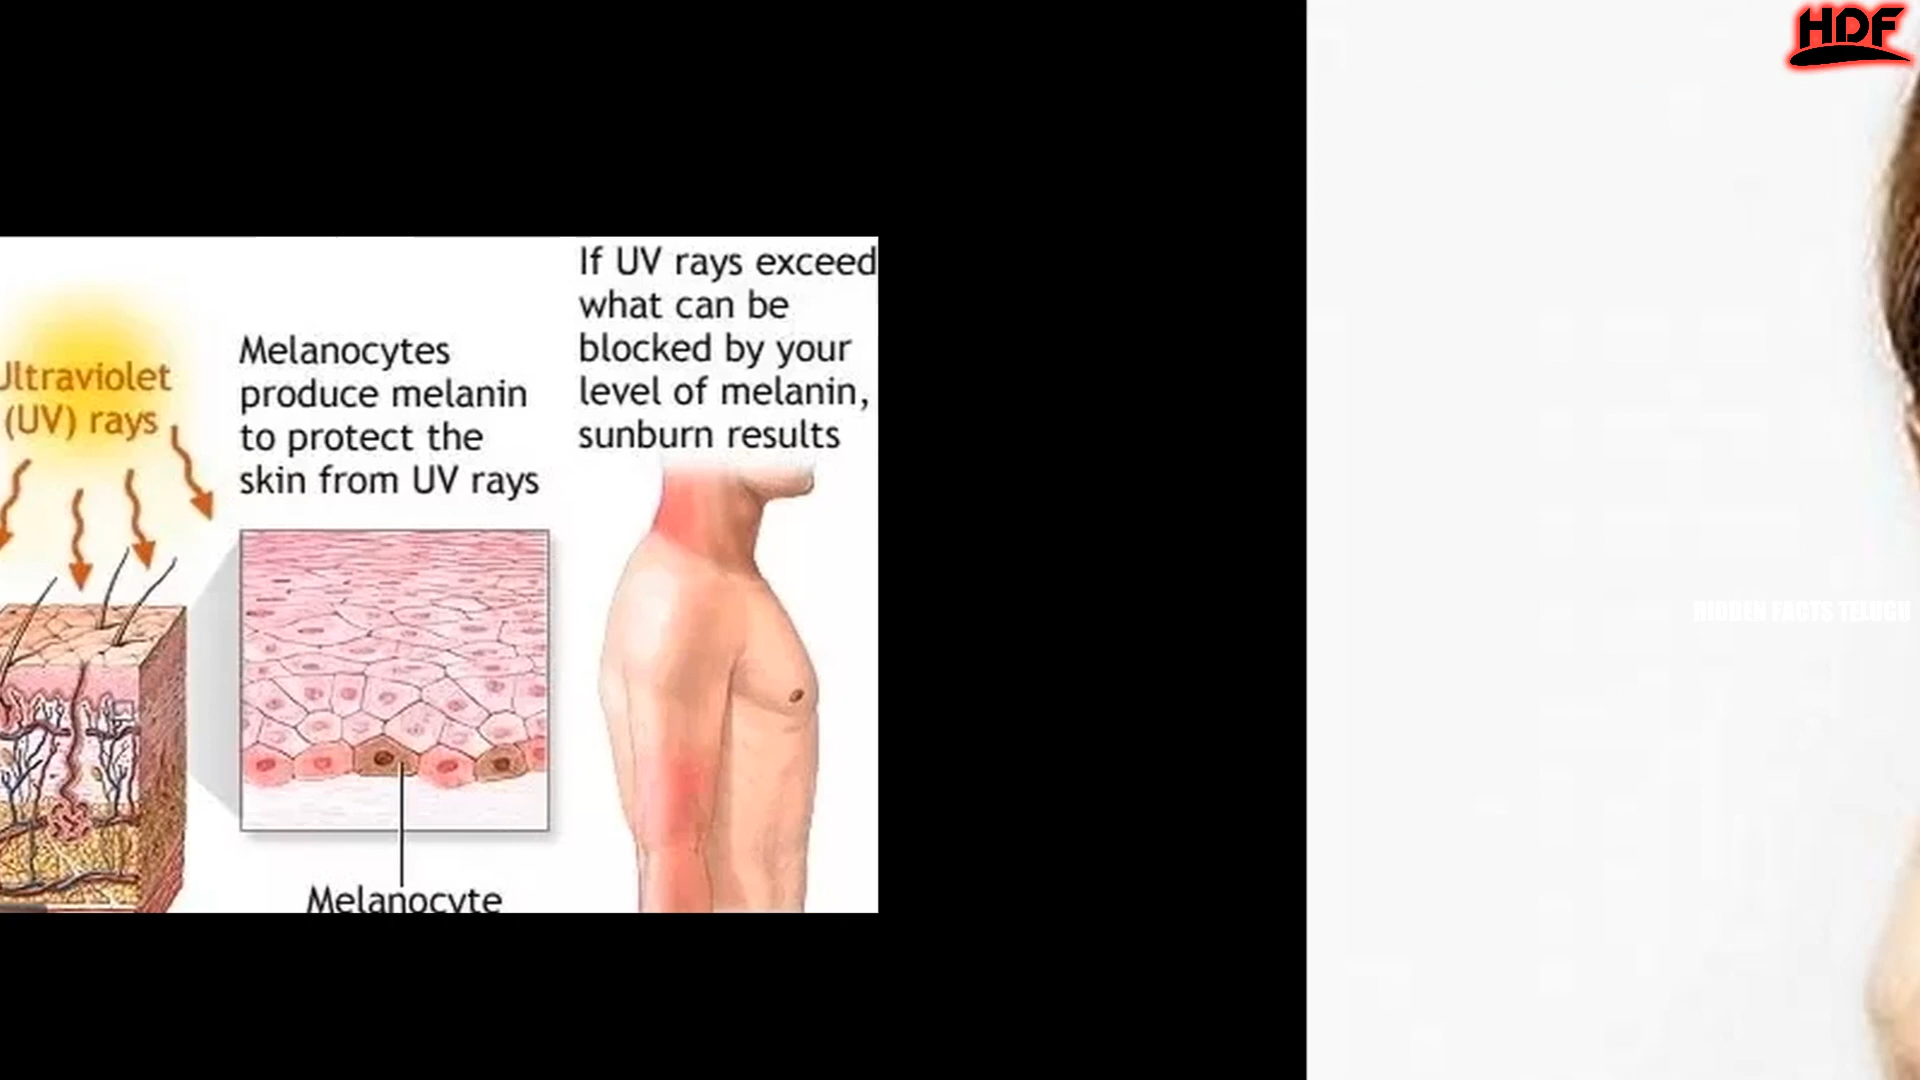 HDF
Ultraviolet
(UV) rays
Melanocytes
produce melanin
to protect the
skin from UV rays
If UV rays exceed
what can be
blocked by your
level of melanin,
sunburn results
Melanocyte
HIDDEN FACTS TELUGU